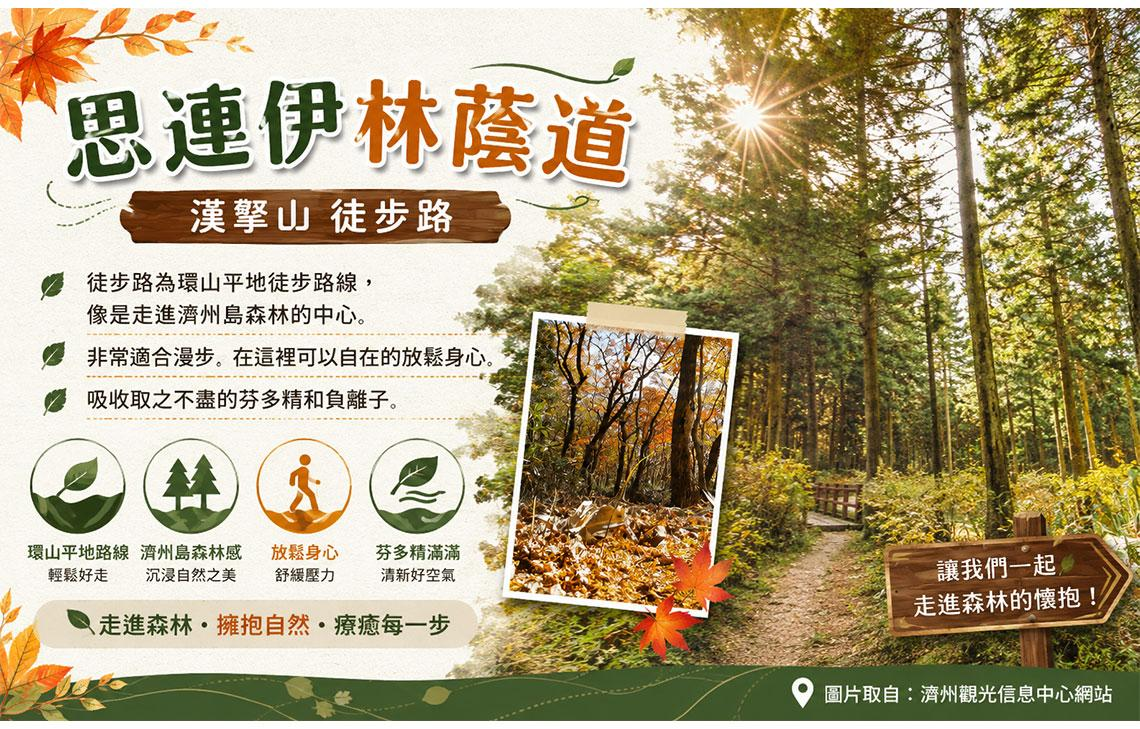 思連伊林蔭道
漢拏山 徒步路
徒步路為環山平地徒步路線，
像是走進濟州島森林的中心。
非常適合漫步。在這裡可以自在的放鬆身心。
吸收取之不盡的芬多精和負離子。
環山平地路線
輕鬆好走
濟州島森林感
沉浸自然之美
放鬆身心
舒緩壓力
芬多精滿滿
清新好空氣
走進森林・擁抱自然・療癒每一步
讓我們一起
走進森林的懷抱！
圖片取自：濟州觀光信息中心網站